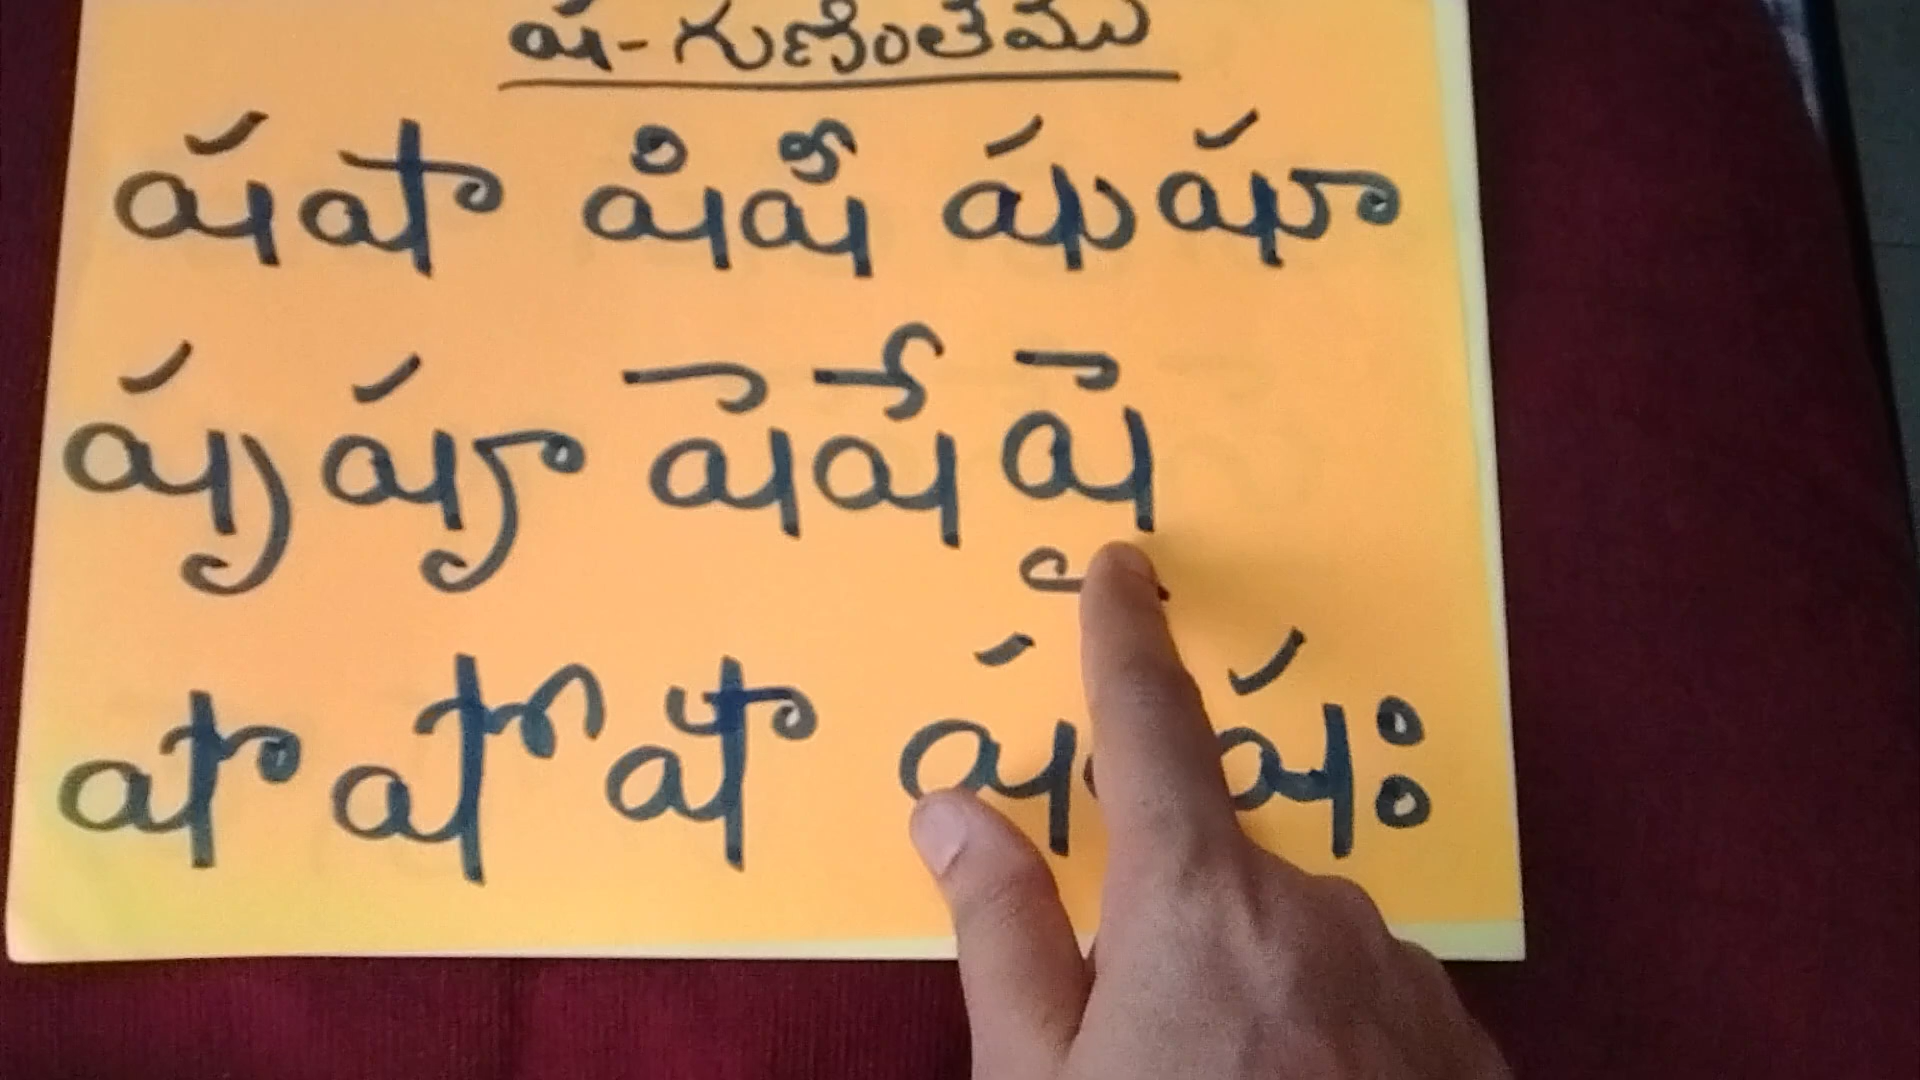 ష - గుణింతము
ష షా షి షీ షు షూ
షృ షౄ షె షే షై
షొ షో షౌ షం షః